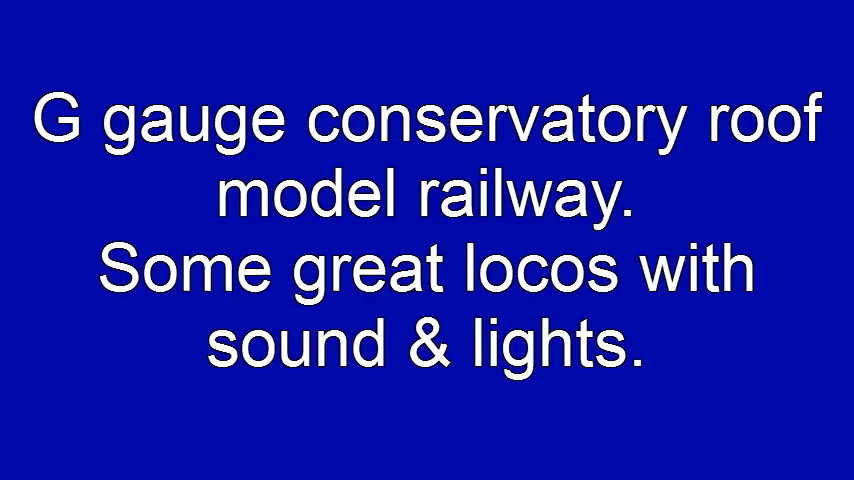 G gauge conservatory roof
model railway.
Some great locos with
sound & lights.